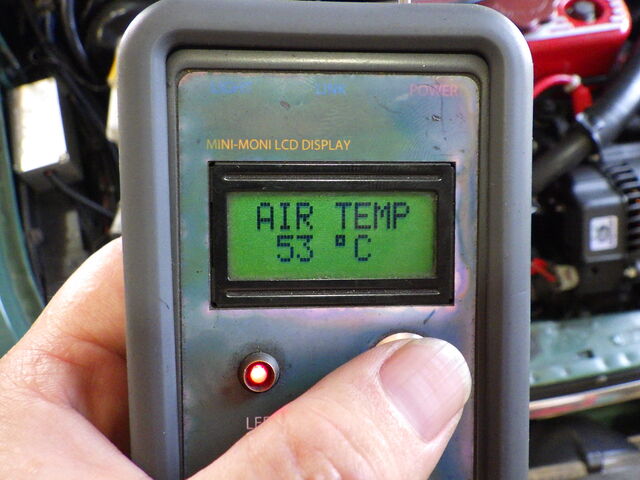 POWER
MINI-MONI LCD DISPLAY
AIR TEMP
53 °C